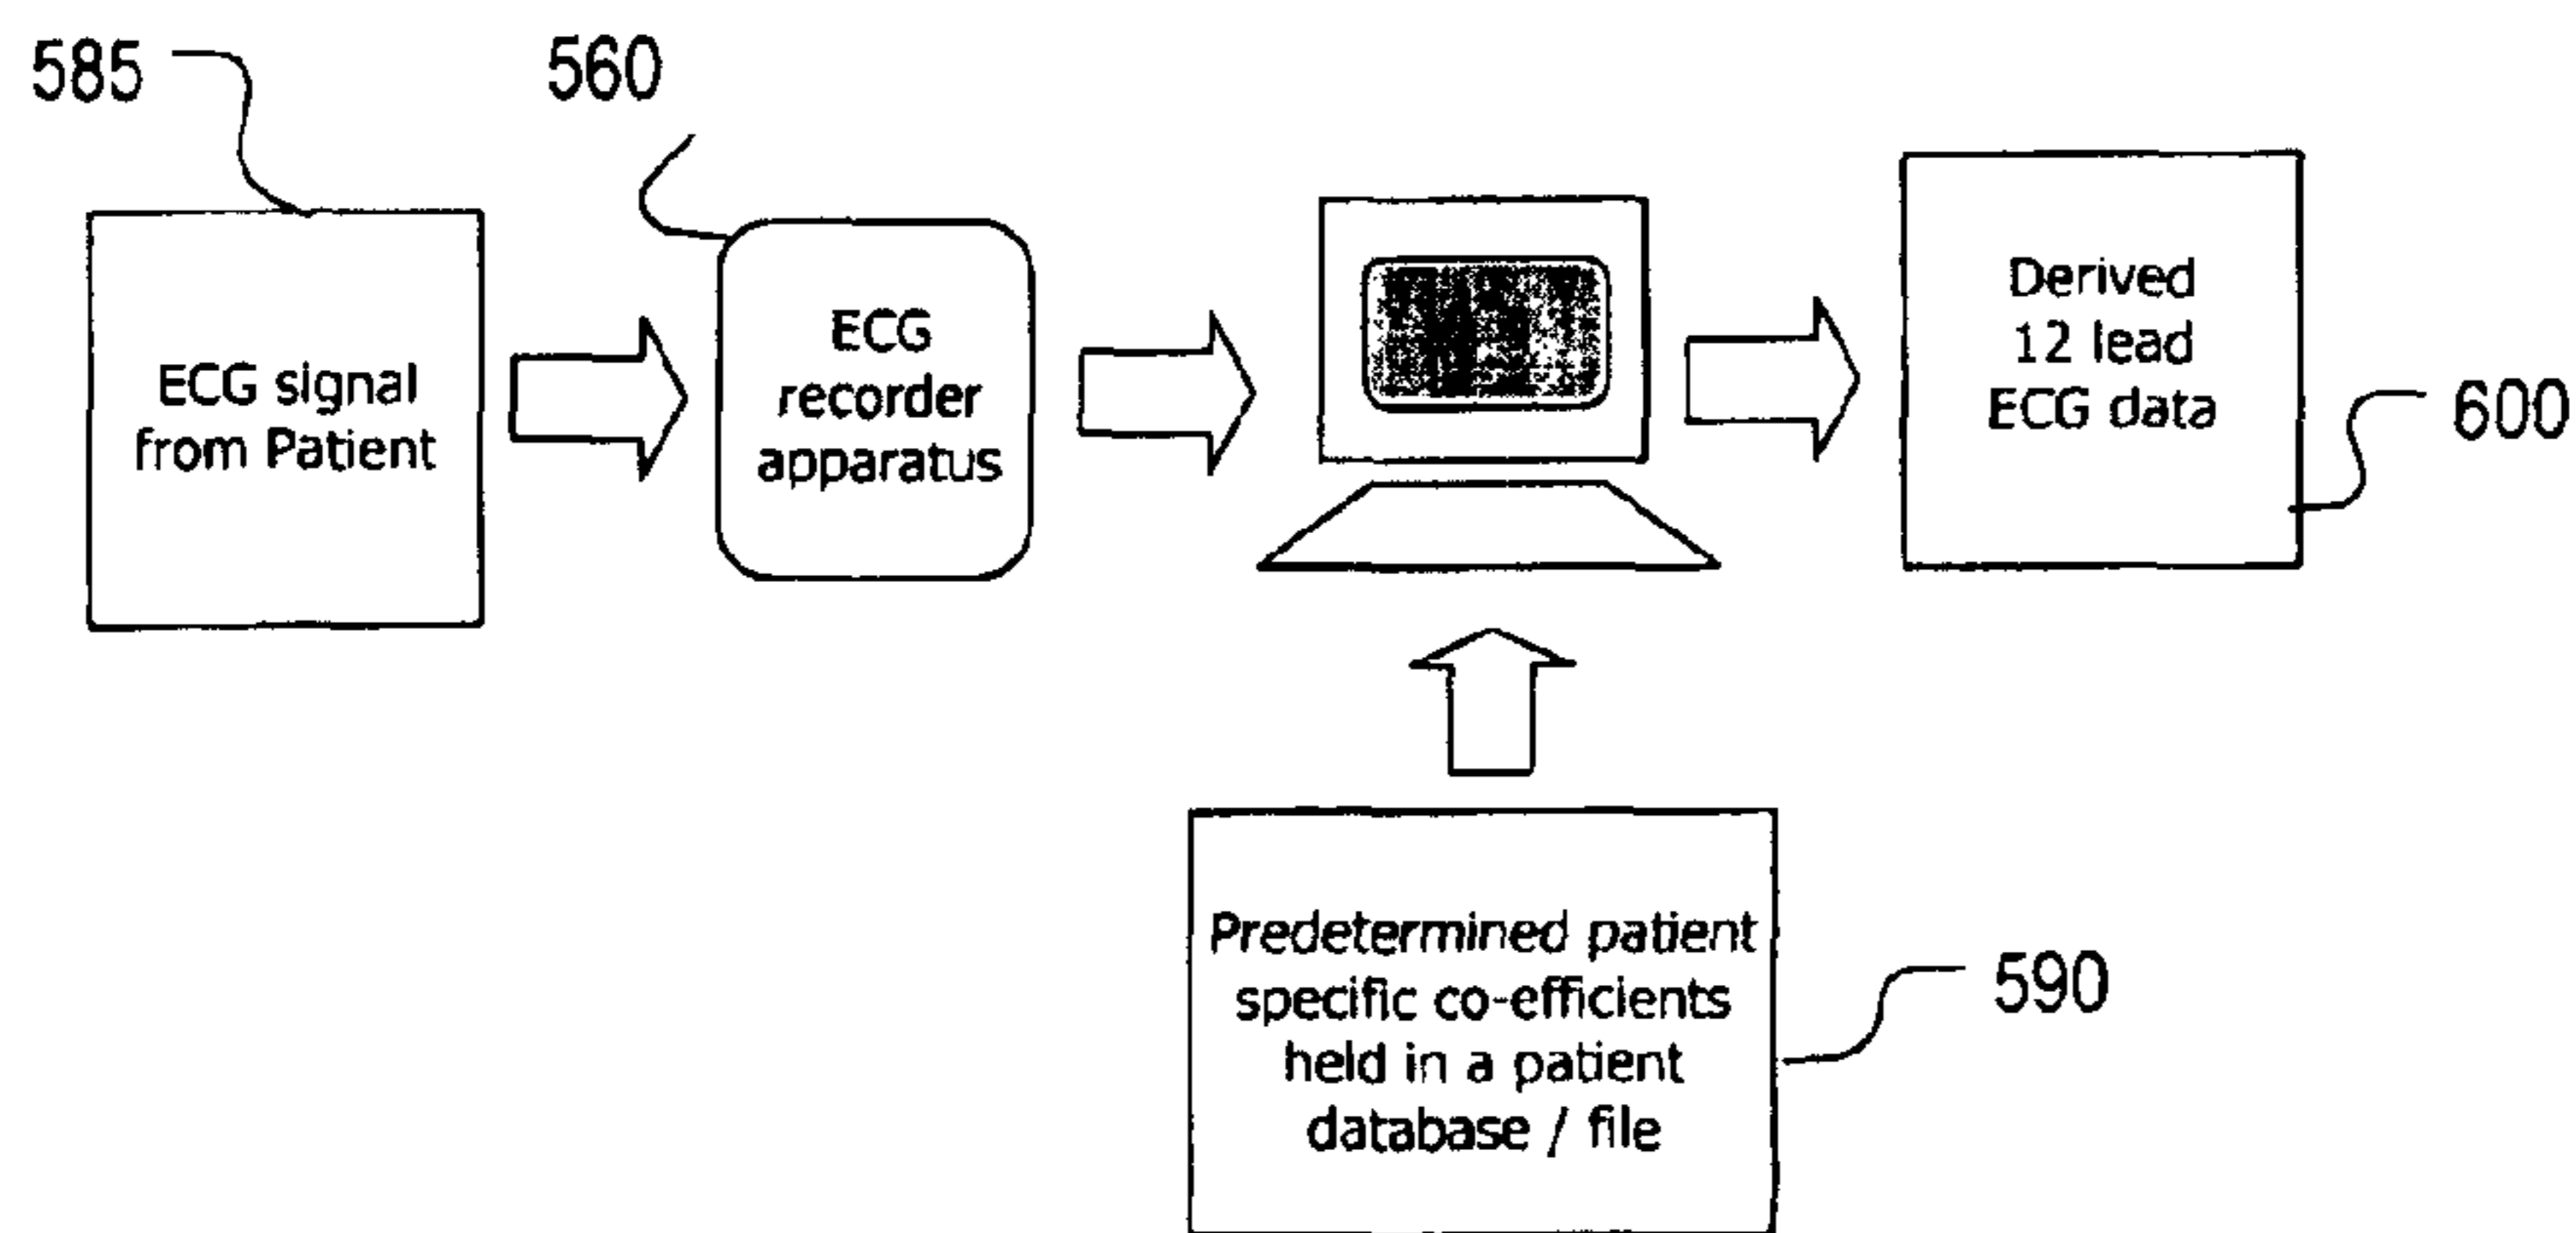 585
560
ECG signal
from Patient
ECG
recorder
apparatus
Derived
12 lead
ECG data
600
Predetermined patient
specific co-efficients
held in a patient
database / file
590